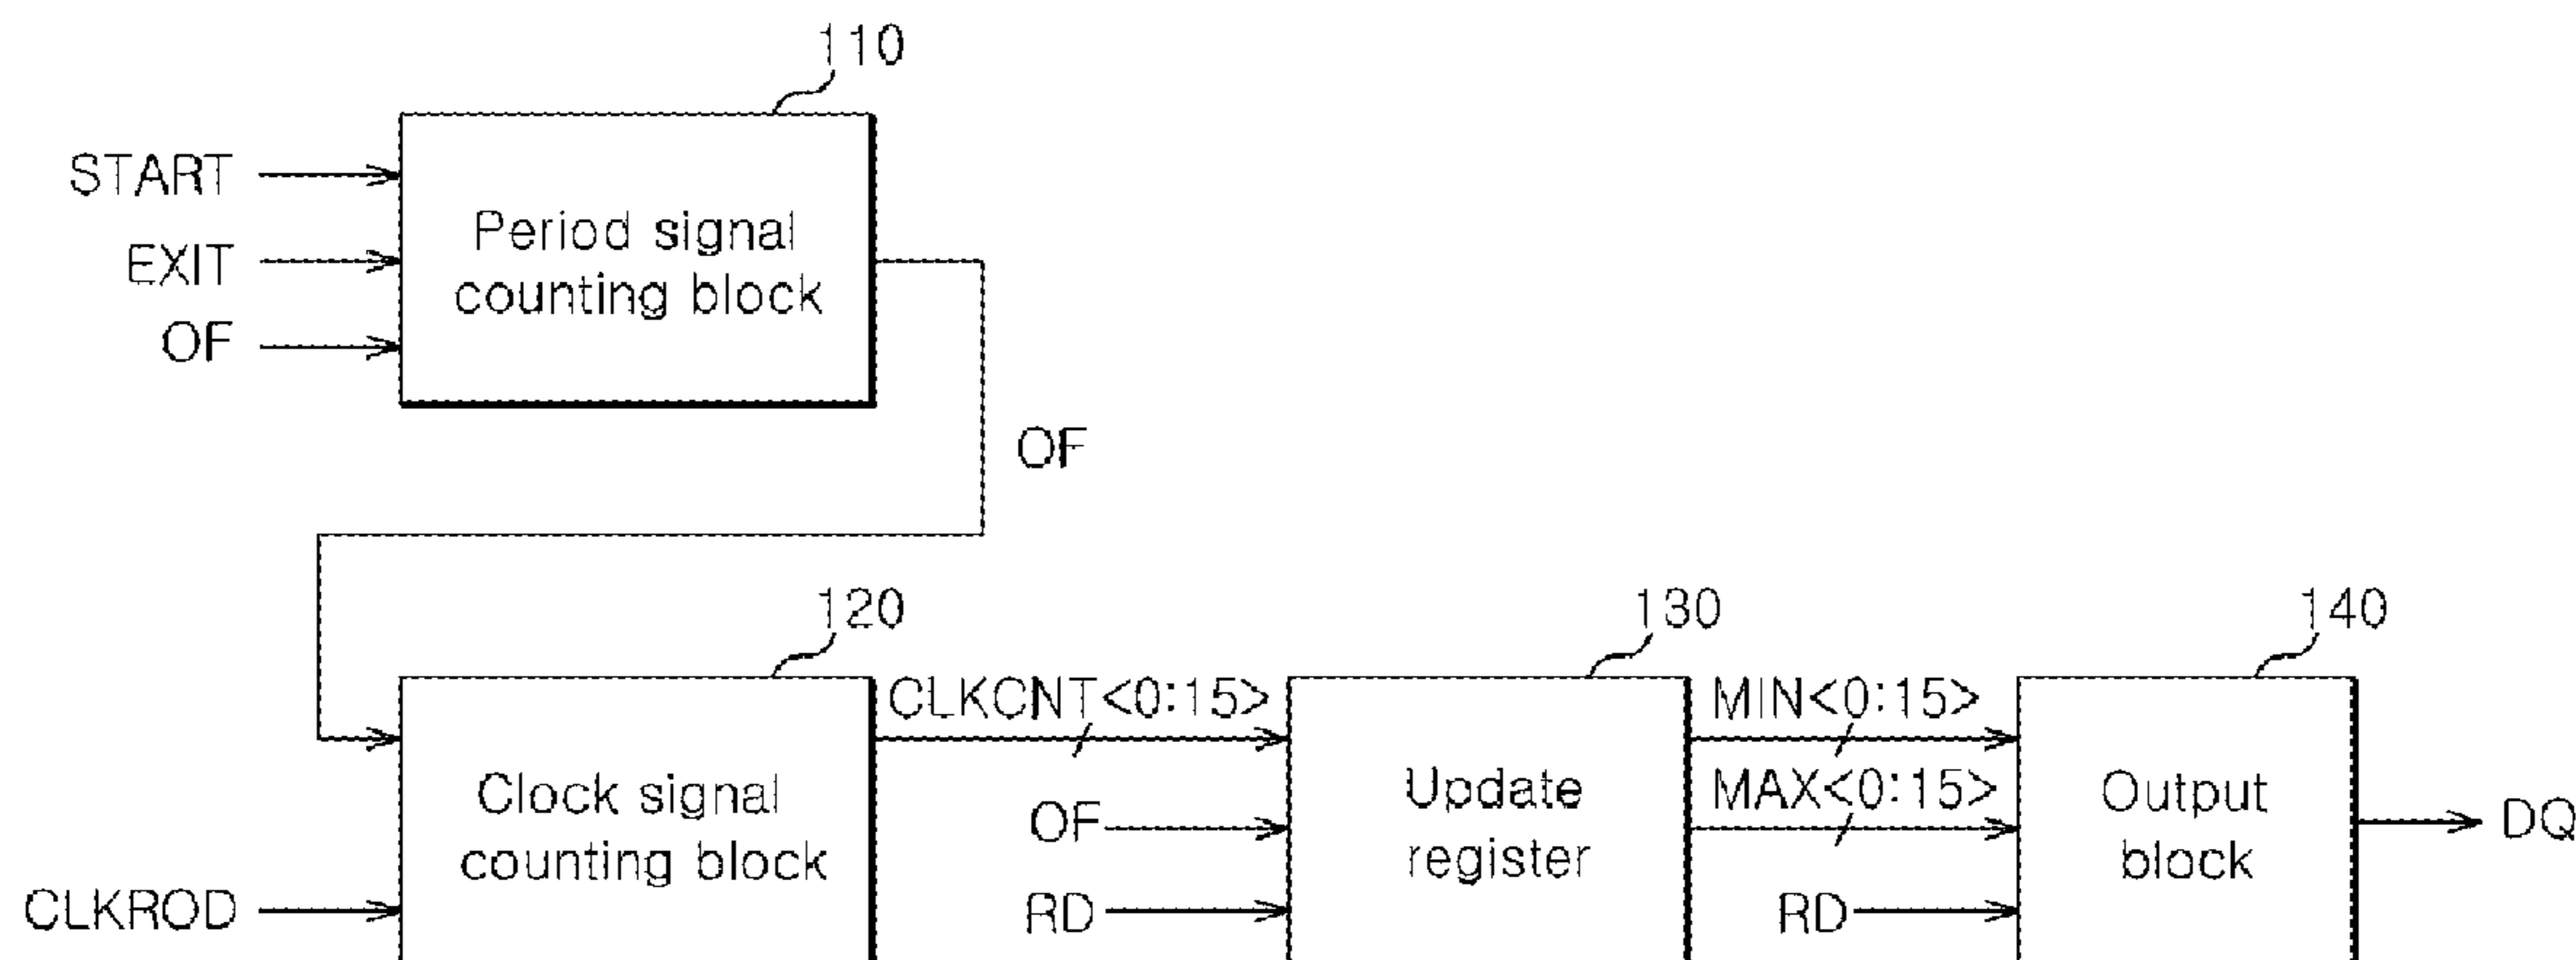 110
START
EXIT
OF
Period signal
counting block
OF
120
130
140
CLKCNT<0:15>
MIN<0:15>
MAX<0:15>
Clock signal
counting block
OF
Update
register
Output
block
DQ
CLKROD
RD
RD